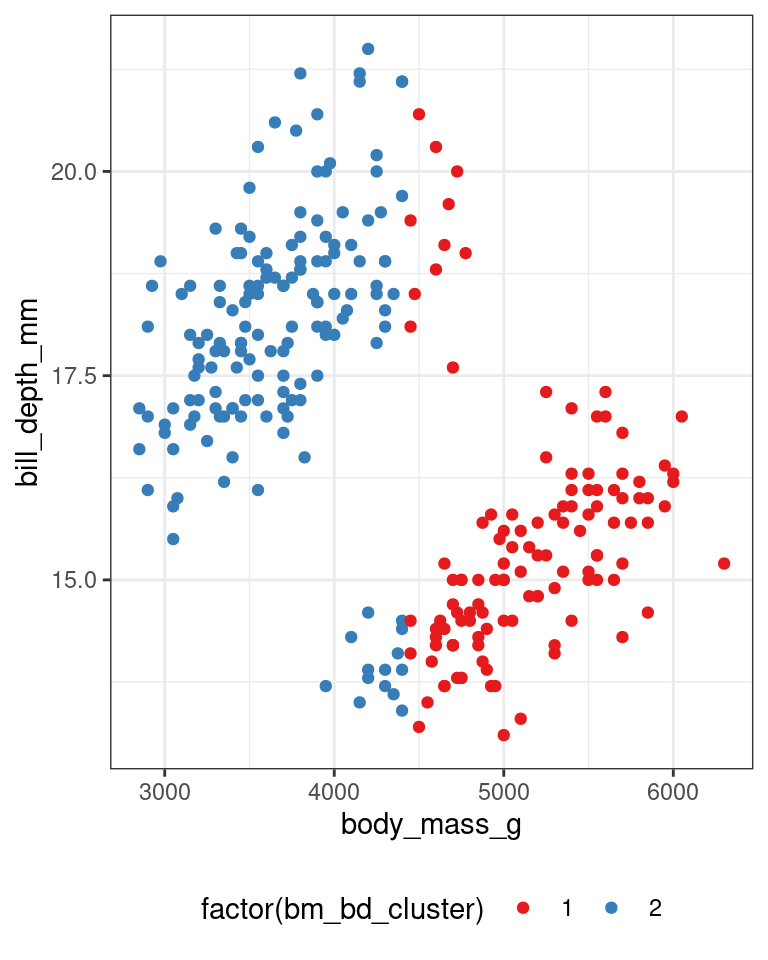 20.0
17.5
15.0
bill_depth_mm
3000 4000 5000 6000
body_mass_g
factor(bm_bd_cluster) 1 2